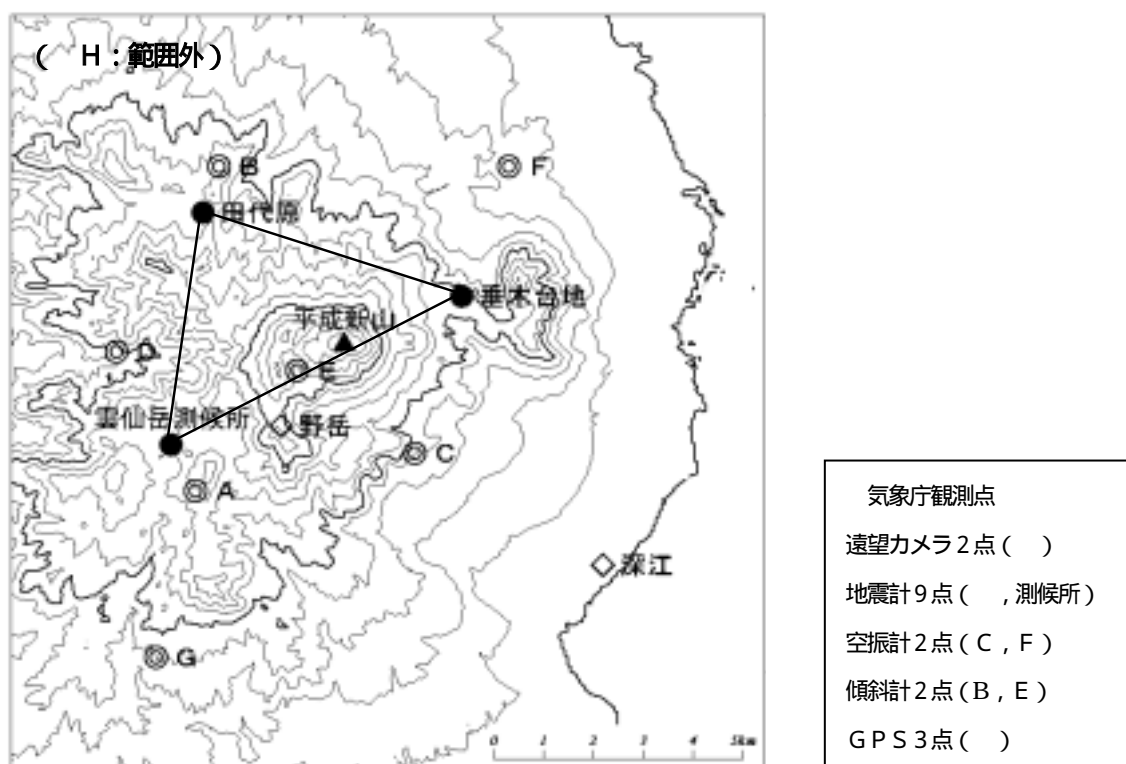 (　H：範囲外)
B
F
田代原
垂木台地
平成新山
D
E
雲仙岳測候所
野岳
C
A
深江
G
0 1 2 3 4 5km
気象庁観測点
遠望カメラ２点(　)
地震計９点(　,測候所)
空振計２点(Ｃ,Ｆ)
傾斜計２点(B,Ｅ)
ＧＰＳ３点(　)